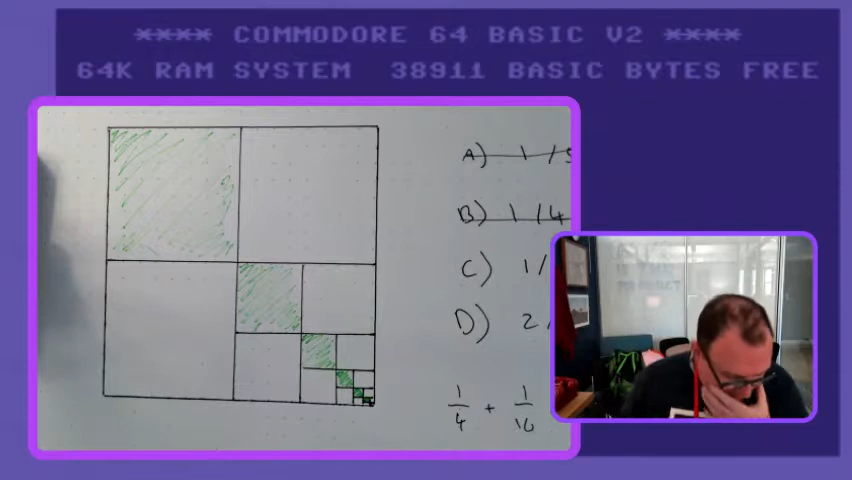 **** COMMODORE 64 BASIC V2 ****
64K RAM SYSTEM 38911 BASIC BYTES FREE
A) 1/5
B) 1/4
C) 1/
D) 2
1/4 + 1/16